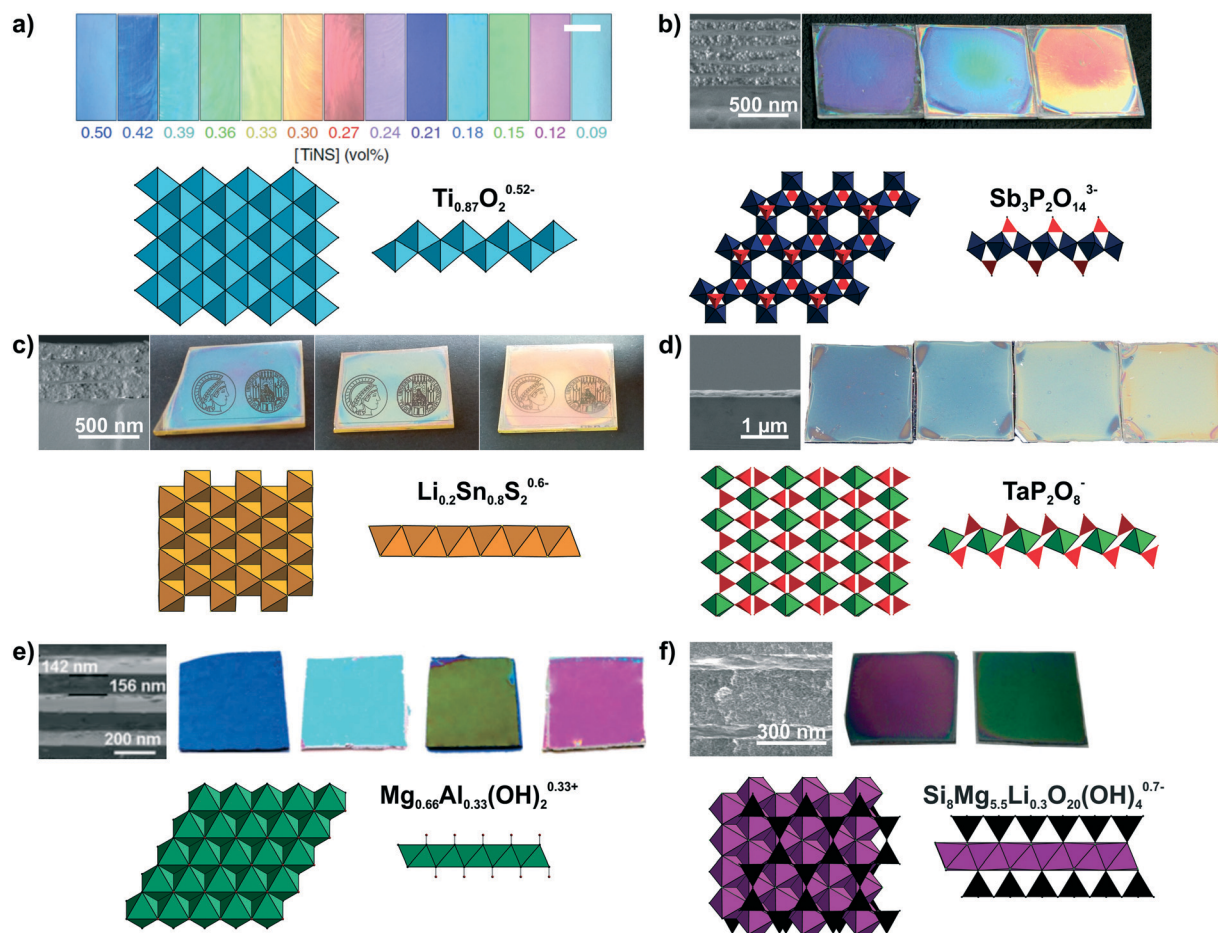 a)
0.50 0.42 0.39 0.36 0.33 0.30 0.27 0.24 0.21 0.18 0.15 0.12 0.09
[TiNS] (vol%)
Ti0.87O2 0.52-
b)
500 nm
Sb3P2O14 3-
c)
500 nm
Li0.2Sn0.8S2 0.6-
d)
1 µm
TaP2O8 -
e)
142 nm
156 nm
200 nm
Mg0.66Al0.33(OH)2 0.33+
f)
300 nm
Si8Mg5.5Li0.3O20(OH)4 0.7-